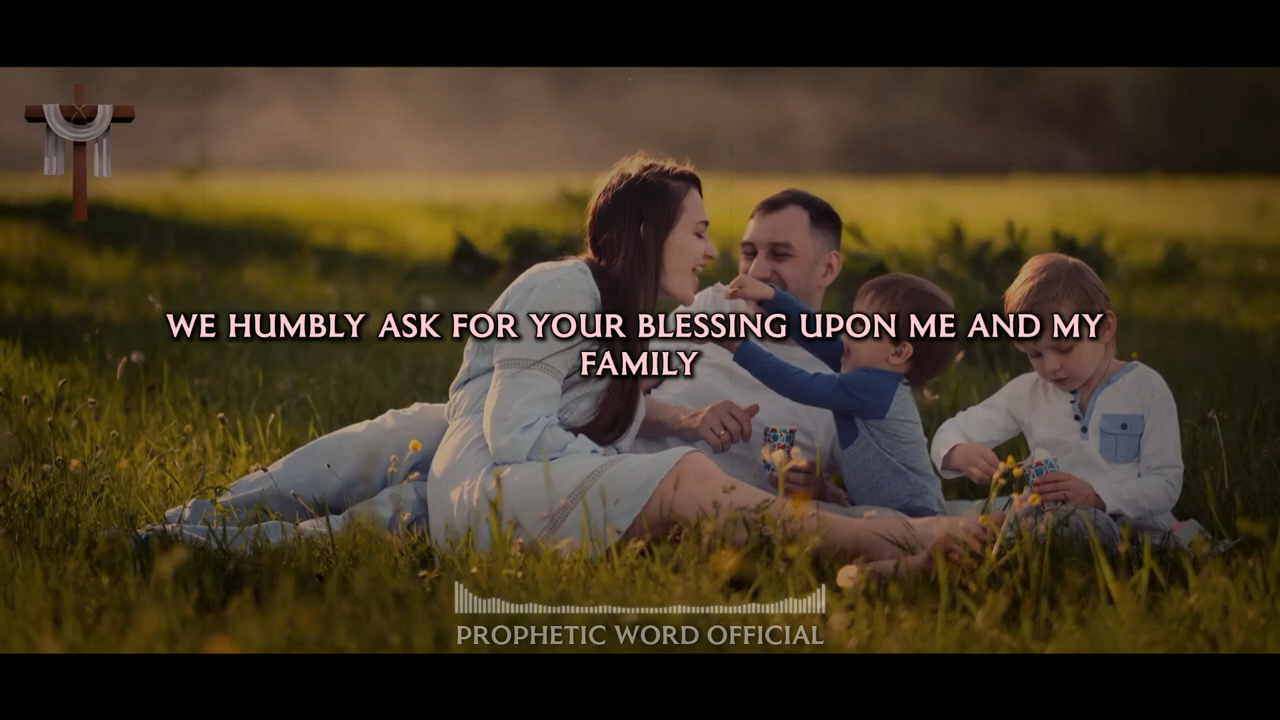 WE HUMBLY ASK FOR YOUR BLESSING UPON ME AND MY
FAMILY
PROPHETIC WORD OFFICIAL